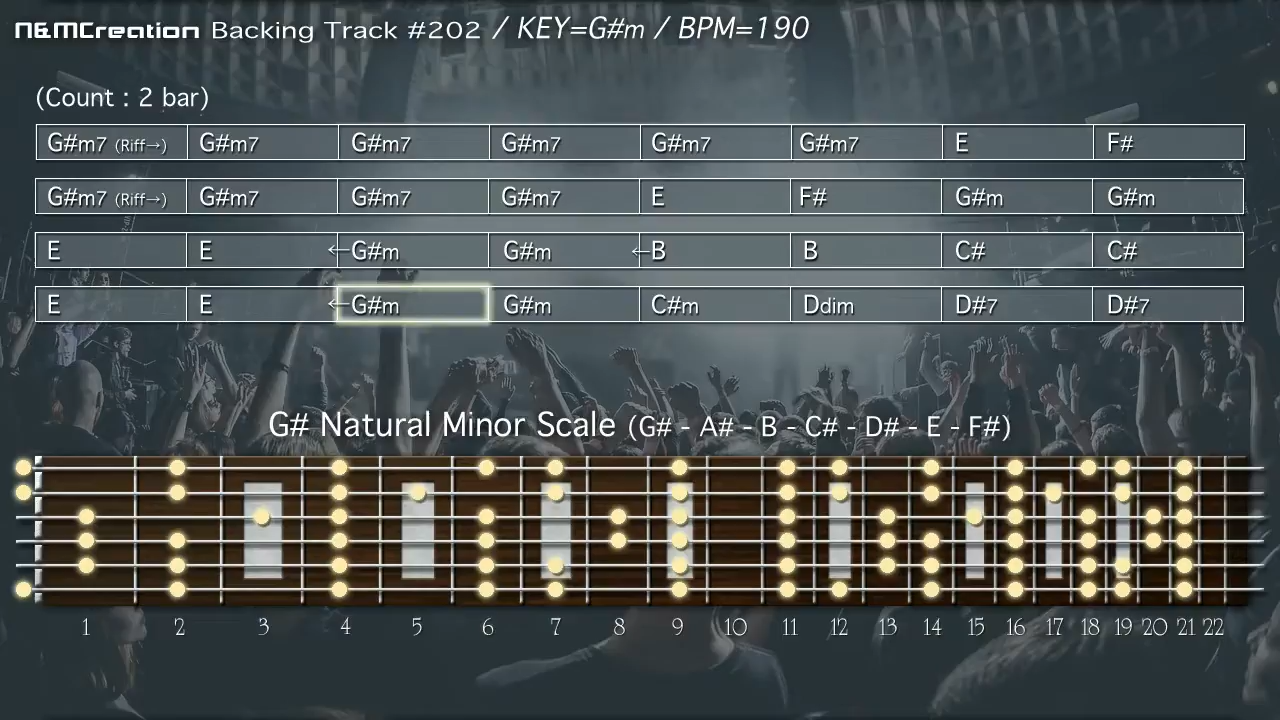 N&MCreation Backing Track #202 / KEY=G#m / BPM=190
(Count : 2 bar)
G#m7 (Riff→) G#m7 G#m7 G#m7 G#m7 G#m7 E F#
G#m7 (Riff→) G#m7 G#m7 G#m7 E F# G#m G#m
E E ←G#m G#m ←B B C# C#
E E ←G#m G#m C#m Ddim D#7 D#7
G# Natural Minor Scale (G# - A# - B - C# - D# - E - F#)
1 2 3 4 5 6 7 8 9 10 11 12 13 14 15 16 17 18 19 20 21 22